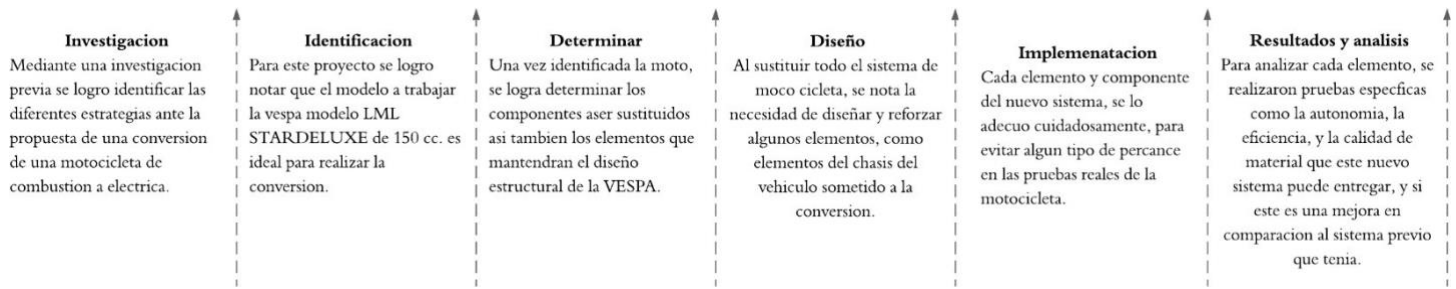 Investigacion
Mediante una investigacion
previa se logro identificar las
diferentes estrategias ante la
propuesta de una conversion
de una motocicleta de
combustion a electrica.
Identificacion
Para este proyecto se logro
notar que el modelo a trabajar
la vespa modelo LML
STARDELUXE de 150 cc. es
ideal para realizar la
conversion.
Determinar
Una vez identificada la moto,
se logra determinar los
componentes aser sustituidos
asi tambien los elementos que
mantendran el diseño
estructural de la VESPA.
Diseño
Al sustituir todo el sistema de
moco cicleta, se nota la
necesidad de diseñar y reforzar
algunos elementos, como
elementos del chasis del
vehiculo sometido a la
conversion.
Implemenatacion
Cada elemento y componente
del nuevo sistema, se lo
adecuo cuidadosamente, para
evitar algun tipo de percance
en las pruebas reales de la
motocicleta.
Resultados y analisis
Para analizar cada elemento, se
realizaron pruebas especficas
como la autonomia, la
eficiencia, y la calidad de
material que este nuevo
sistema puede entregar, y si
este es una mejora en
comparacion al sistema previo
que tenia.